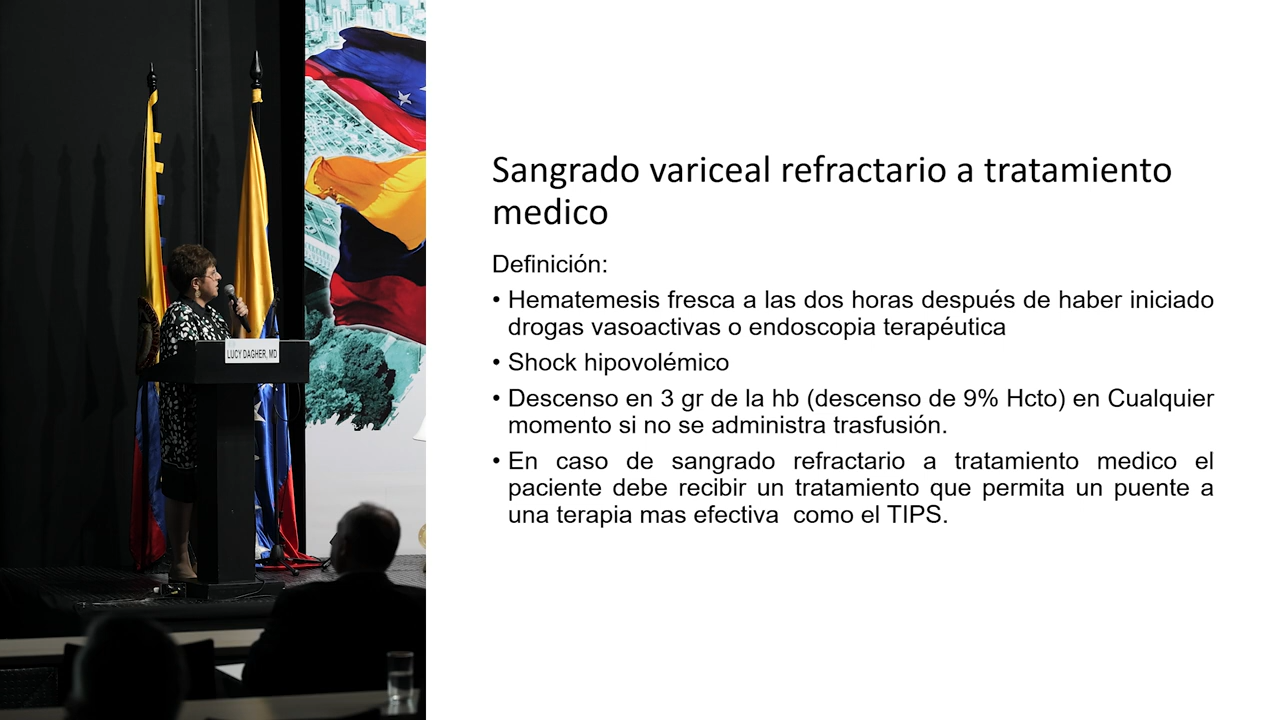 LUCY DAGHER, MD
Sangrado variceal refractario a tratamiento
medico
Definición:
• Hematemesis fresca a las dos horas después de haber iniciado
drogas vasoactivas o endoscopia terapéutica
• Shock hipovolémico
• Descenso en 3 gr de la hb (descenso de 9% Hcto) en Cualquier
momento si no se administra trasfusión.
• En caso de sangrado refractario a tratamiento medico el
paciente debe recibir un tratamiento que permita un puente a
una terapia mas efectiva  como el TIPS.